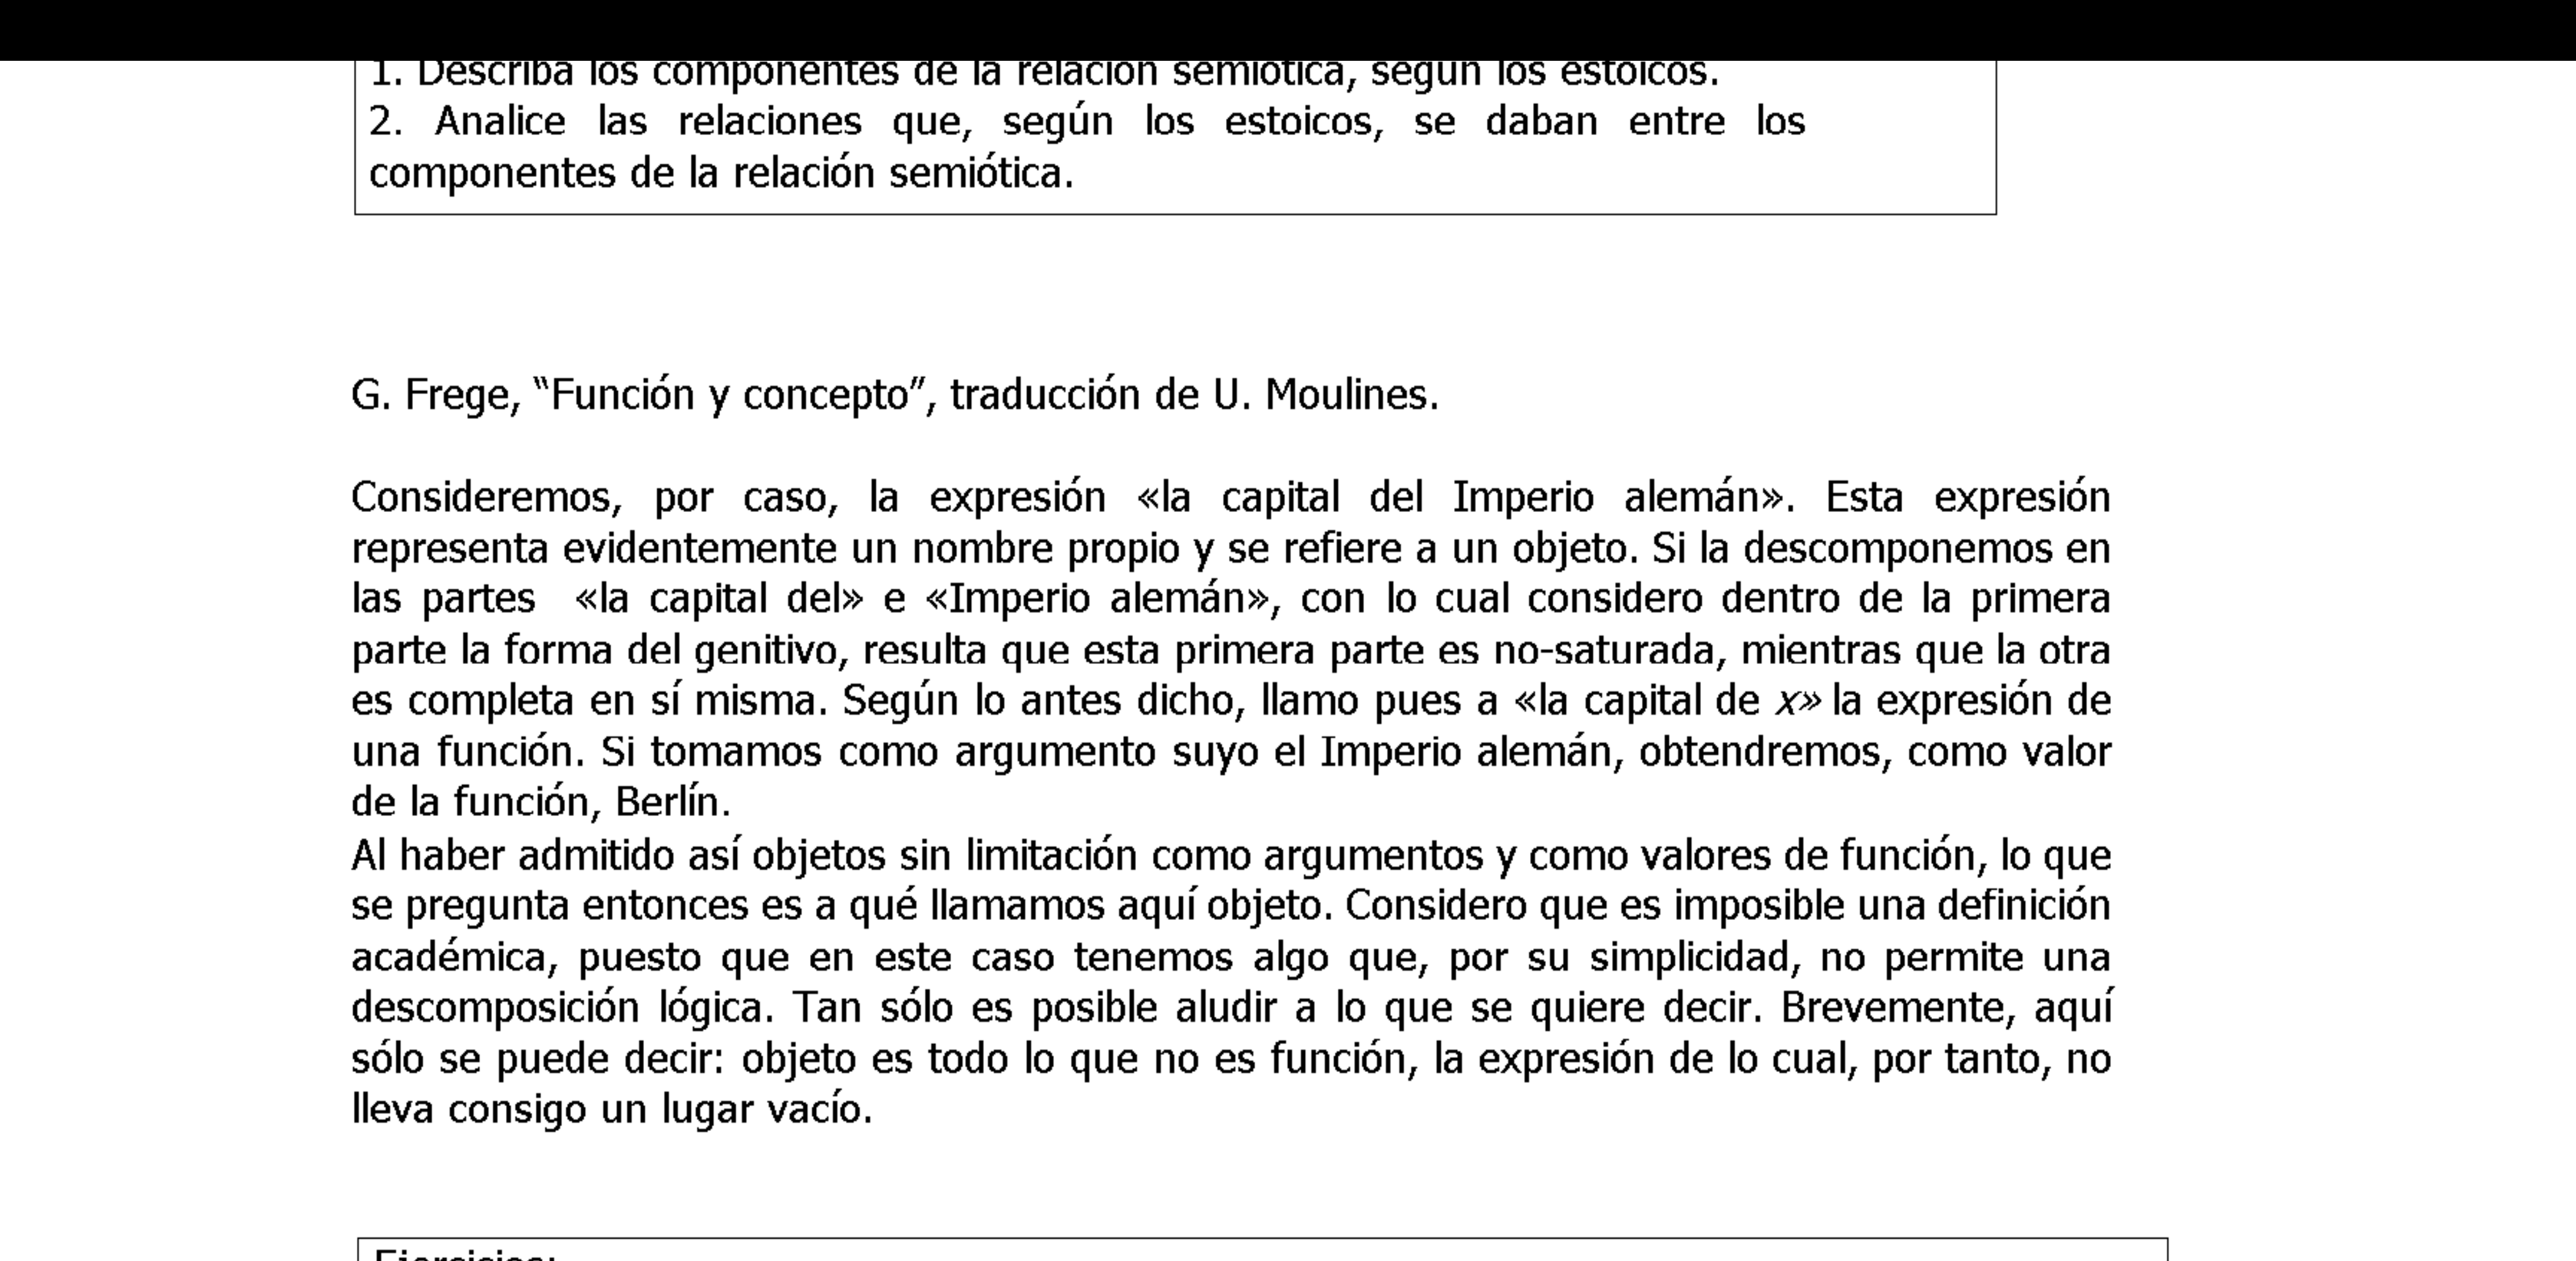 1. Describa los componentes de la relación semiótica, según los estoicos.
2. Analice las relaciones que, según los estoicos, se daban entre los
componentes de la relación semiótica.
G. Frege, “Función y concepto”, traducción de U. Moulines.
Consideremos, por caso, la expresión «la capital del Imperio alemán». Esta expresión
representa evidentemente un nombre propio y se refiere a un objeto. Si la descomponemos en
las partes «la capital del» e «Imperio alemán», con lo cual considero dentro de la primera
parte la forma del genitivo, resulta que esta primera parte es no-saturada, mientras que la otra
es completa en sí misma. Según lo antes dicho, llamo pues a «la capital de x» la expresión de
una función. Si tomamos como argumento suyo el Imperio alemán, obtendremos, como valor
de la función, Berlín.
Al haber admitido así objetos sin limitación como argumentos y como valores de función, lo que
se pregunta entonces es a qué llamamos aquí objeto. Considero que es imposible una definición
académica, puesto que en este caso tenemos algo que, por su simplicidad, no permite una
descomposición lógica. Tan sólo es posible aludir a lo que se quiere decir. Brevemente, aquí
sólo se puede decir: objeto es todo lo que no es función, la expresión de lo cual, por tanto, no
lleva consigo un lugar vacío.
Ejercicios: